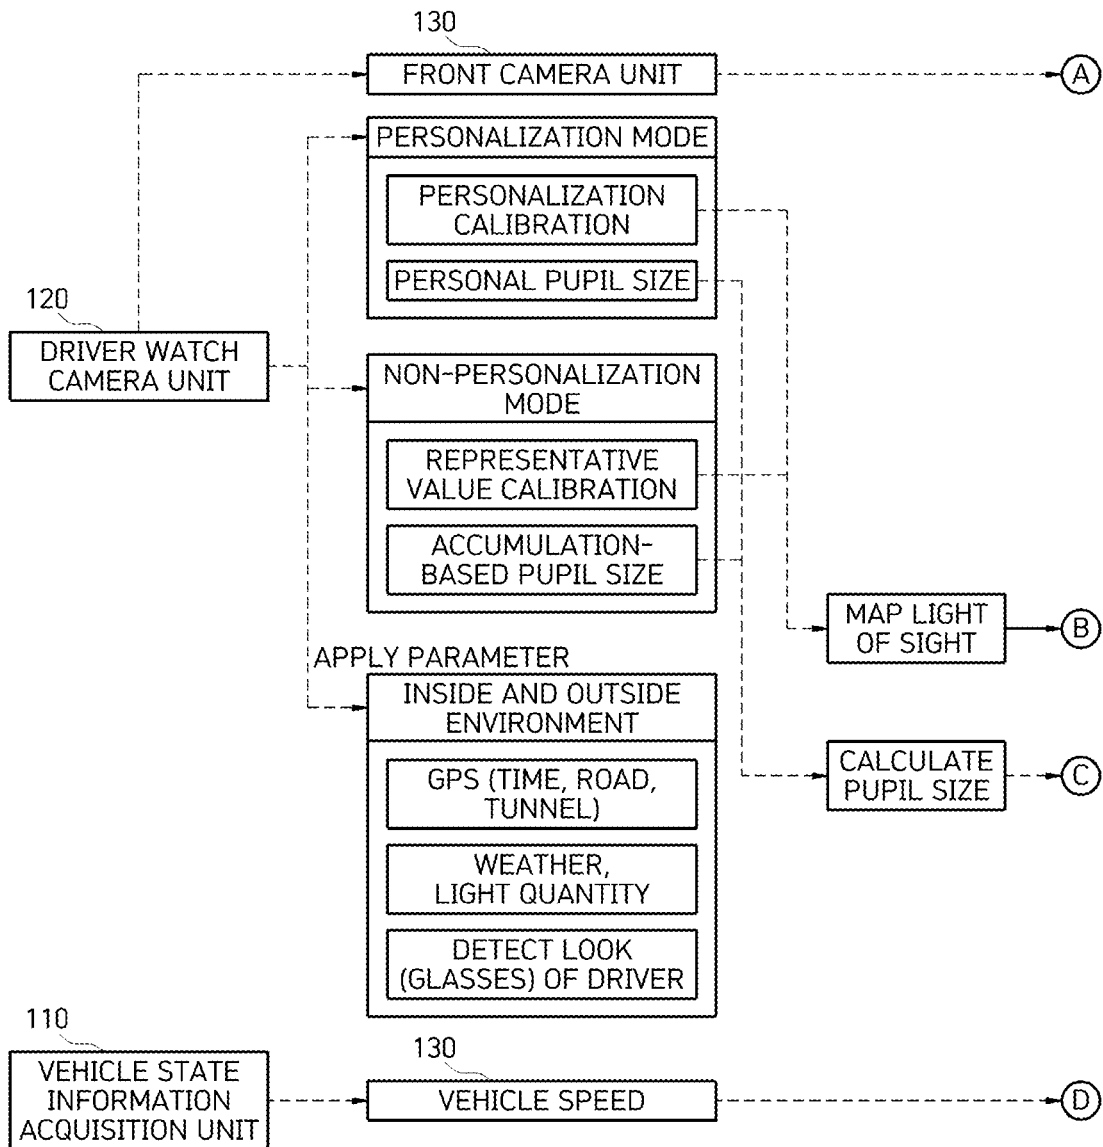 130
FRONT CAMERA UNIT
A
PERSONALIZATION MODE
PERSONALIZATION
CALIBRATION
PERSONAL PUPIL SIZE
120
DRIVER WATCH
CAMERA UNIT
NON-PERSONALIZATION
MODE
REPRESENTATIVE
VALUE CALIBRATION
ACCUMULATION-
BASED PUPIL SIZE
MAP LIGHT
OF SIGHT
B
APPLY PARAMETER
INSIDE AND OUTSIDE
ENVIRONMENT
GPS (TIME, ROAD,
TUNNEL)
CALCULATE
PUPIL SIZE
C
WEATHER,
LIGHT QUANTITY
DETECT LOOK
(GLASSES) OF DRIVER
110
VEHICLE STATE
INFORMATION
ACQUISITION UNIT
130
VEHICLE SPEED
D